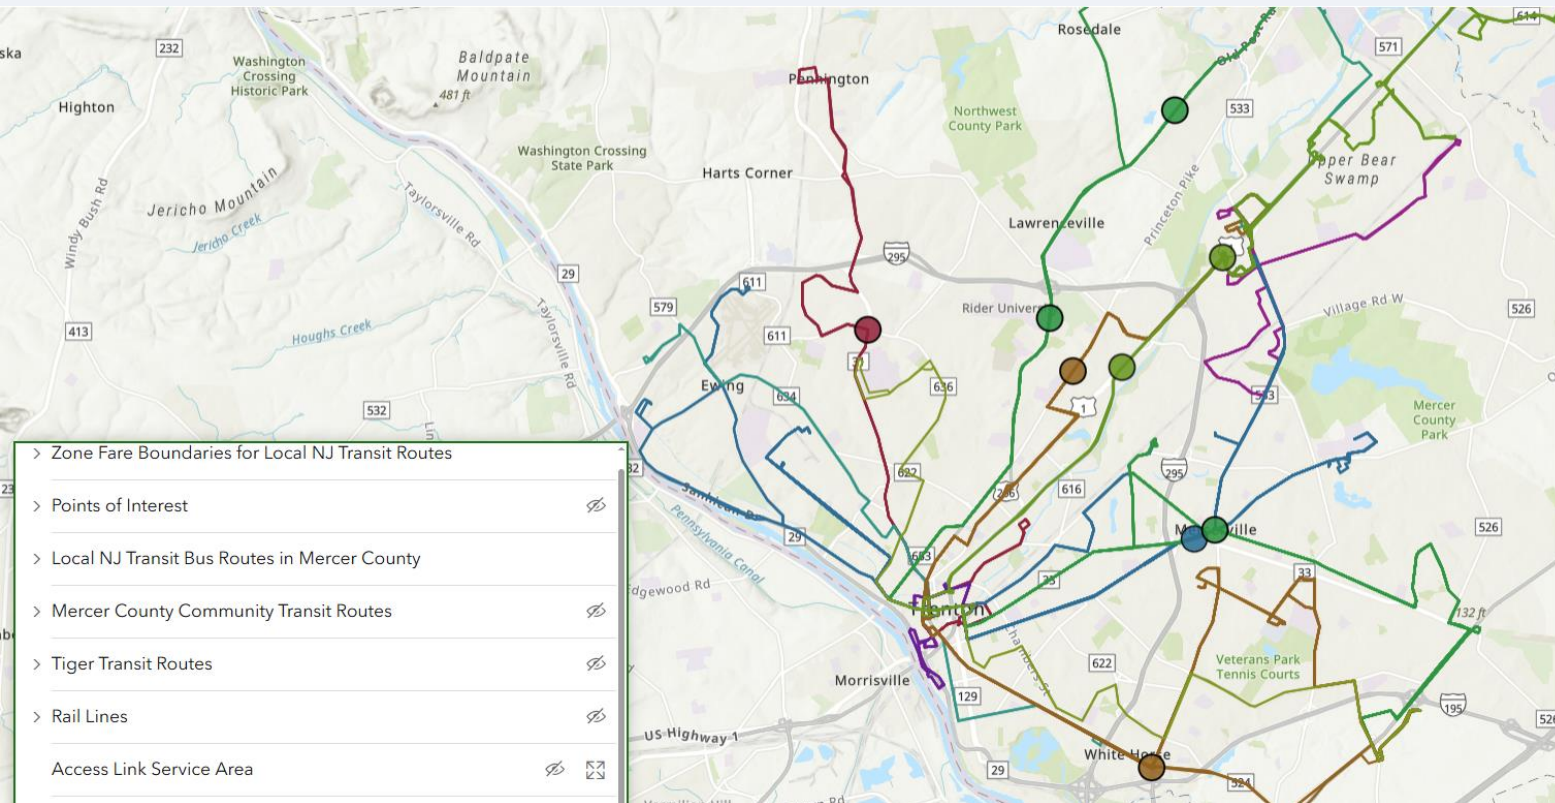 Rosedale
614
571
232
Baldpate
Mountain
481 ft
Washington
Crossing
Historic Park
Highton
Pennington
Old Post Rd
533
Northwest
County Park
Washington Crossing
State Park
Harts Corner
Upper Bear
Swamp
Jericho Mountain
Jericho Creek
Windy Bush Rd
Taylorsville Rd
Lawrenceville
Princeton Pike
295
29
611
579
Rider University
Village Rd W
526
413
Houghs Creek
Taylorsville Rd
611
31
Ewing
634
636
1
533
532
Mercer
County
Park
Zone Fare Boundaries for Local NJ Transit Routes
Points of Interest
Local NJ Transit Bus Routes in Mercer County
Mercer County Community Transit Routes
Tiger Transit Routes
Rail Lines
Access Link Service Area
622
206
616
295
Pennsylvania Canal
29
526
653
33
Trenton
132 ft
Chambers St
622
Veterans Park
Tennis Courts
Morrisville
129
195
US Highway 1
White Horse
29
524